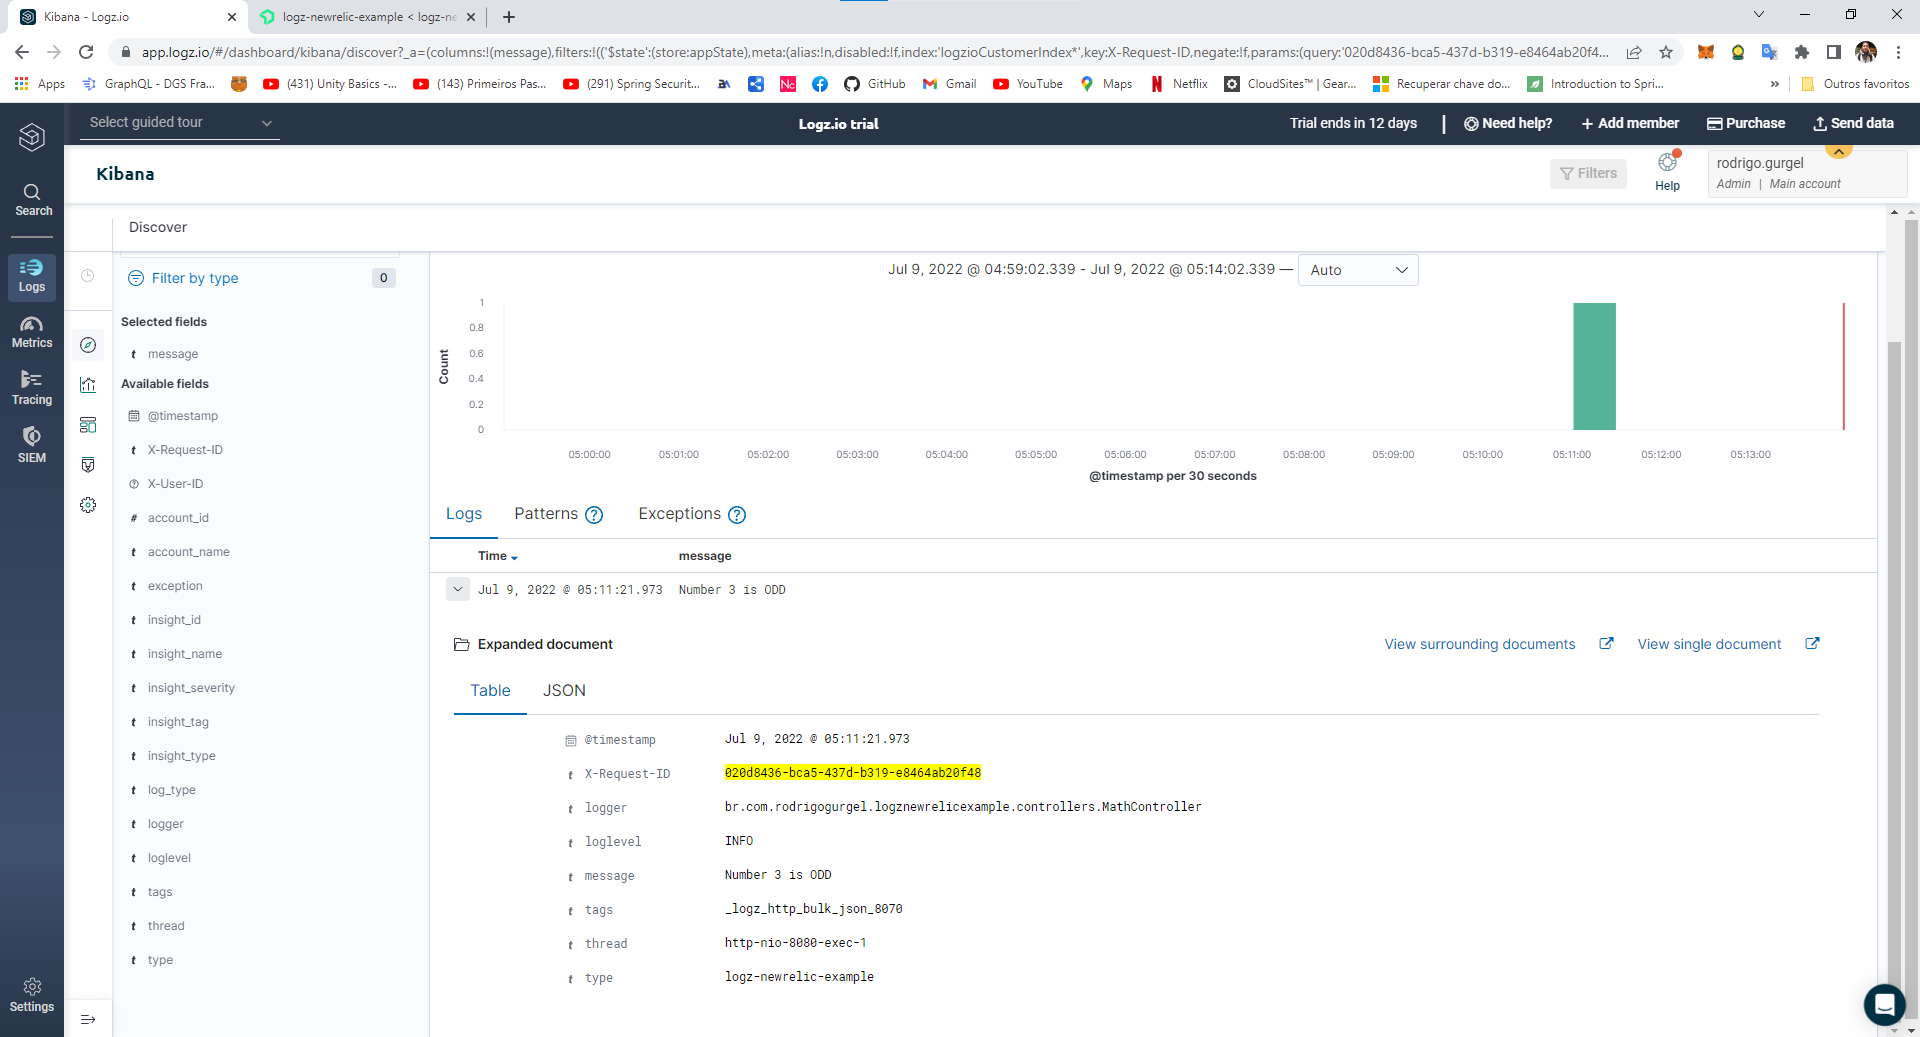 Kibana - Logz.io
logz-newrelic-example < logz-ne
app.logz.io/#/dashboard/kibana/discover?_a=(columns:!(message),filters:!(('$state':(store:appState),meta:(alias:!n,disabled:!f,index:'logzioCustomerIndex*',key:X-Request-ID,negate:!f,params:(query:'020d8436-bca5-437d-b319-e8464ab20f4...
Apps
GraphQL - DGS Fra...
(431) Unity Basics -...
(143) Primeiros Pas...
(291) Spring Securit...
GitHub
Gmail
YouTube
Maps
Netflix
CloudSites™ | Gear...
Recuperar chave do...
Introduction to Spri...
»
Outros favoritos
Select guided tour
Logz.io trial
Trial ends in 12 days
Need help?
+ Add member
Purchase
Send data
Kibana
Filters
Help
rodrigo.gurgel
Admin | Main account
Search
Logs
Metrics
Tracing
SIEM
Settings
Discover
Filter by type
0
Selected fields
t message
Available fields
@timestamp
t X-Request-ID
X-User-ID
# account_id
t account_name
t exception
t insight_id
t insight_name
t insight_severity
t insight_tag
t insight_type
t log_type
t logger
t loglevel
t tags
t thread
t type
Jul 9, 2022 @ 04:59:02.339 - Jul 9, 2022 @ 05:14:02.339 —
Auto
Count
1
0.8
0.6
0.4
0.2
0
05:00:00
05:01:00
05:02:00
05:03:00
05:04:00
05:05:00
05:06:00
05:07:00
05:08:00
05:09:00
05:10:00
05:11:00
05:12:00
05:13:00
@timestamp per 30 seconds
Logs
Patterns ?
Exceptions ?
Time
message
Jul 9, 2022 @ 05:11:21.973
Number 3 is ODD
Expanded document
View surrounding documents
View single document
Table
JSON
@timestamp
Jul 9, 2022 @ 05:11:21.973
t X-Request-ID
020d8436-bca5-437d-b319-e8464ab20f48
t logger
br.com.rodrigogurgel.logznewrelicexample.controllers.MathController
t loglevel
INFO
t message
Number 3 is ODD
t tags
_logz_http_bulk_json_8070
t thread
http-nio-8080-exec-1
t type
logz-newrelic-example